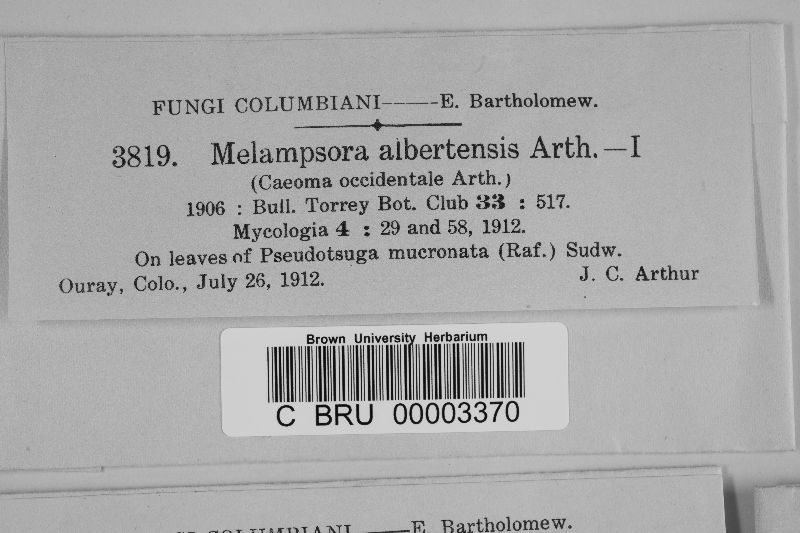 FUNGI COLUMBIANI——-E. Bartholomew.
3819. Melampsora albertensis Arth.—I
(Caeoma occidentale Arth.)
1906 : Bull. Torrey Bot. Club 33 : 517.
Mycologia 4 : 29 and 58, 1912.
On leaves of Pseudotsuga mucronata (Raf.) Sudw.
Ouray, Colo., July 26, 1912. J. C. Arthur
Brown University Herbarium
C BRU 00003370
COLUMBIANI——E. Bartholomew.